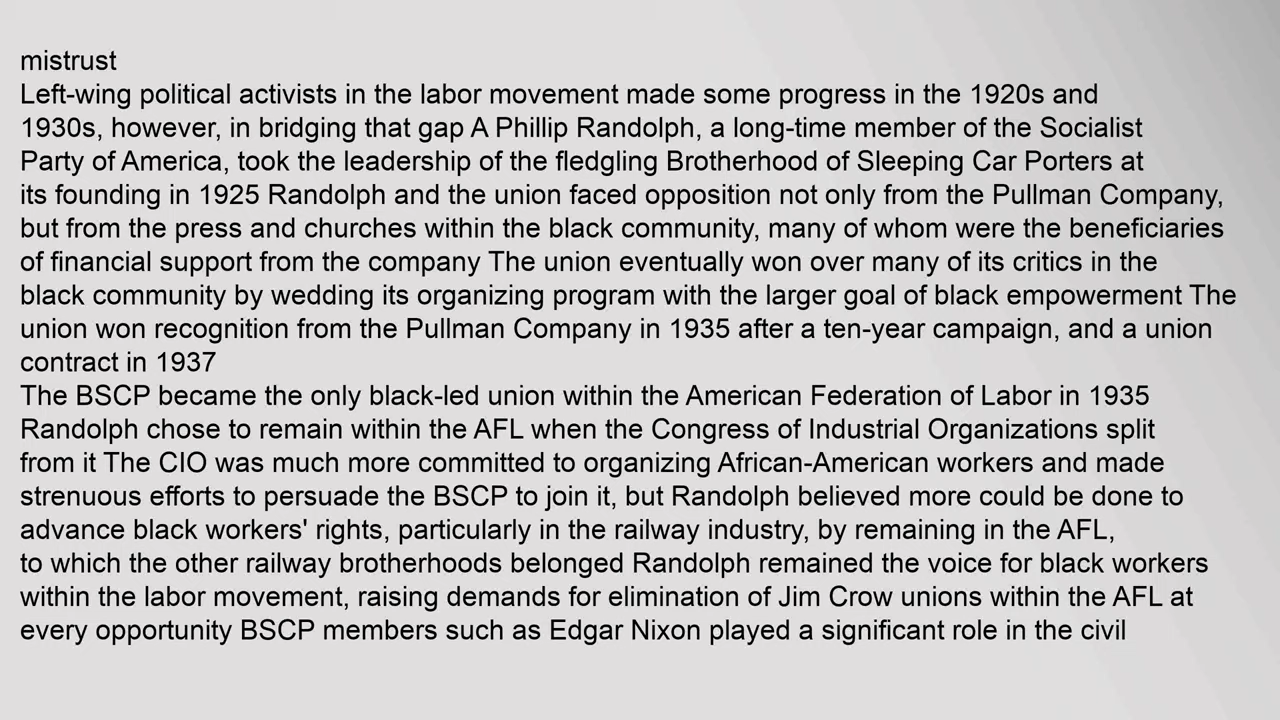 mistrust
Left-wing political activists in the labor movement made some progress in the 1920s and
1930s, however, in bridging that gap A Phillip Randolph, a long-time member of the Socialist
Party of America, took the leadership of the fledgling Brotherhood of Sleeping Car Porters at
its founding in 1925 Randolph and the union faced opposition not only from the Pullman Company,
but from the press and churches within the black community, many of whom were the beneficiaries
of financial support from the company The union eventually won over many of its critics in the
black community by wedding its organizing program with the larger goal of black empowerment The
union won recognition from the Pullman Company in 1935 after a ten-year campaign, and a union
contract in 1937
The BSCP became the only black-led union within the American Federation of Labor in 1935
Randolph chose to remain within the AFL when the Congress of Industrial Organizations split
from it The CIO was much more committed to organizing African-American workers and made
strenuous efforts to persuade the BSCP to join it, but Randolph believed more could be done to
advance black workers' rights, particularly in the railway industry, by remaining in the AFL,
to which the other railway brotherhoods belonged Randolph remained the voice for black workers
within the labor movement, raising demands for elimination of Jim Crow unions within the AFL at
every opportunity BSCP members such as Edgar Nixon played a significant role in the civil